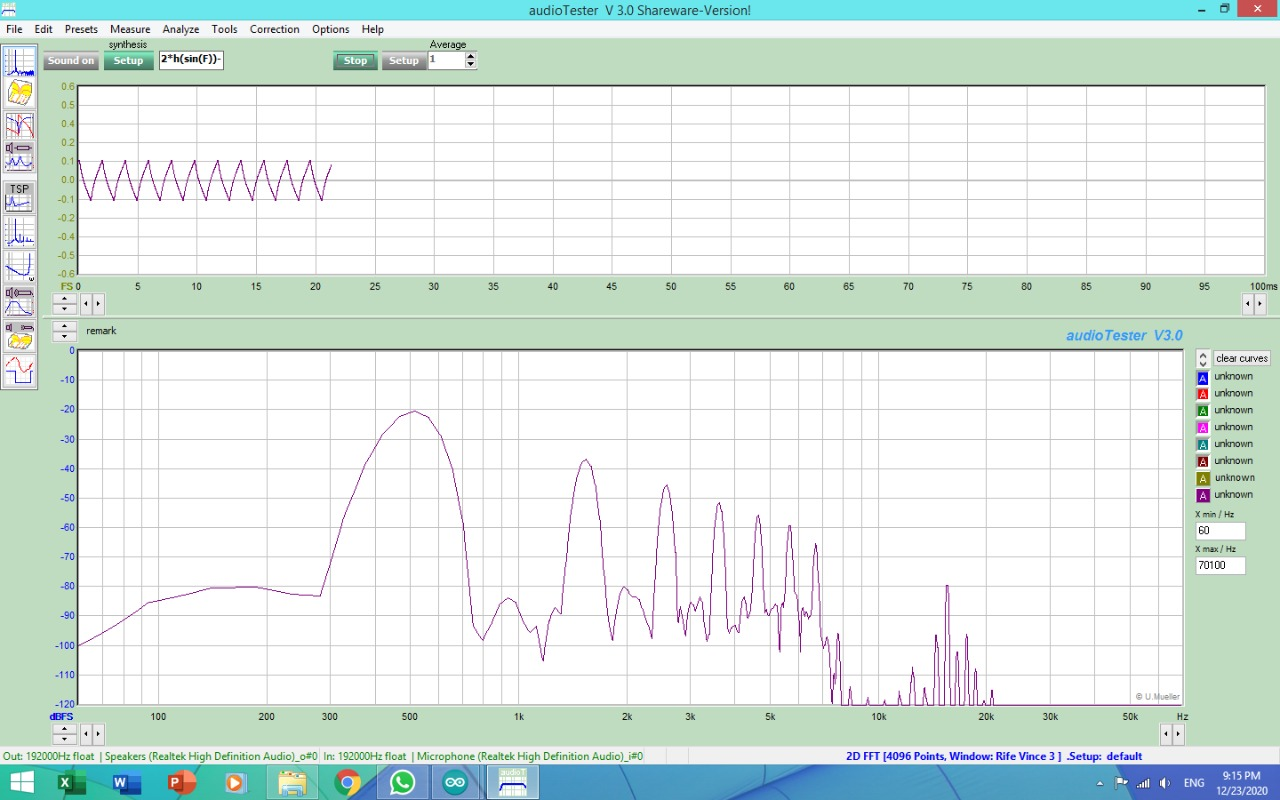 audioTester V 3.0 Shareware-Version!
File Edit Presets Measure Analyze Tools Correction Options Help
synthesis
Average
Sound on Setup 2*h(sin(F))- Stop Setup 1
TSP
0.6
0.5
0.4
0.2
0.1
0.0
-0.1
-0.2
-0.4
-0.5
-0.6
FS 0 5 10 15 20 25 30 35 40 45 50 55 60 65 70 75 80 85 90 95 100ms
remark
audioTester V3.0
0
-10
-20
-30
-40
-50
-60
-70
-80
-90
-100
-110
-120
dBFS 100 200 300 500 1k 2k 3k 5k 10k 20k 30k 50k Hz
© U.Mueller
clear curves
A unknown
A unknown
A unknown
A unknown
A unknown
A unknown
A unknown
A unknown
X min / Hz
60
X max / Hz
70100
Out: 192000Hz float | Speakers (Realtek High Definition Audio)_o#0 In: 192000Hz float | Microphone (Realtek High Definition Audio)_i#0 2D FFT [4096 Points, Window: Rife Vince 3 ] .Setup: default
audioT
ENG
9:15 PM
12/23/2020